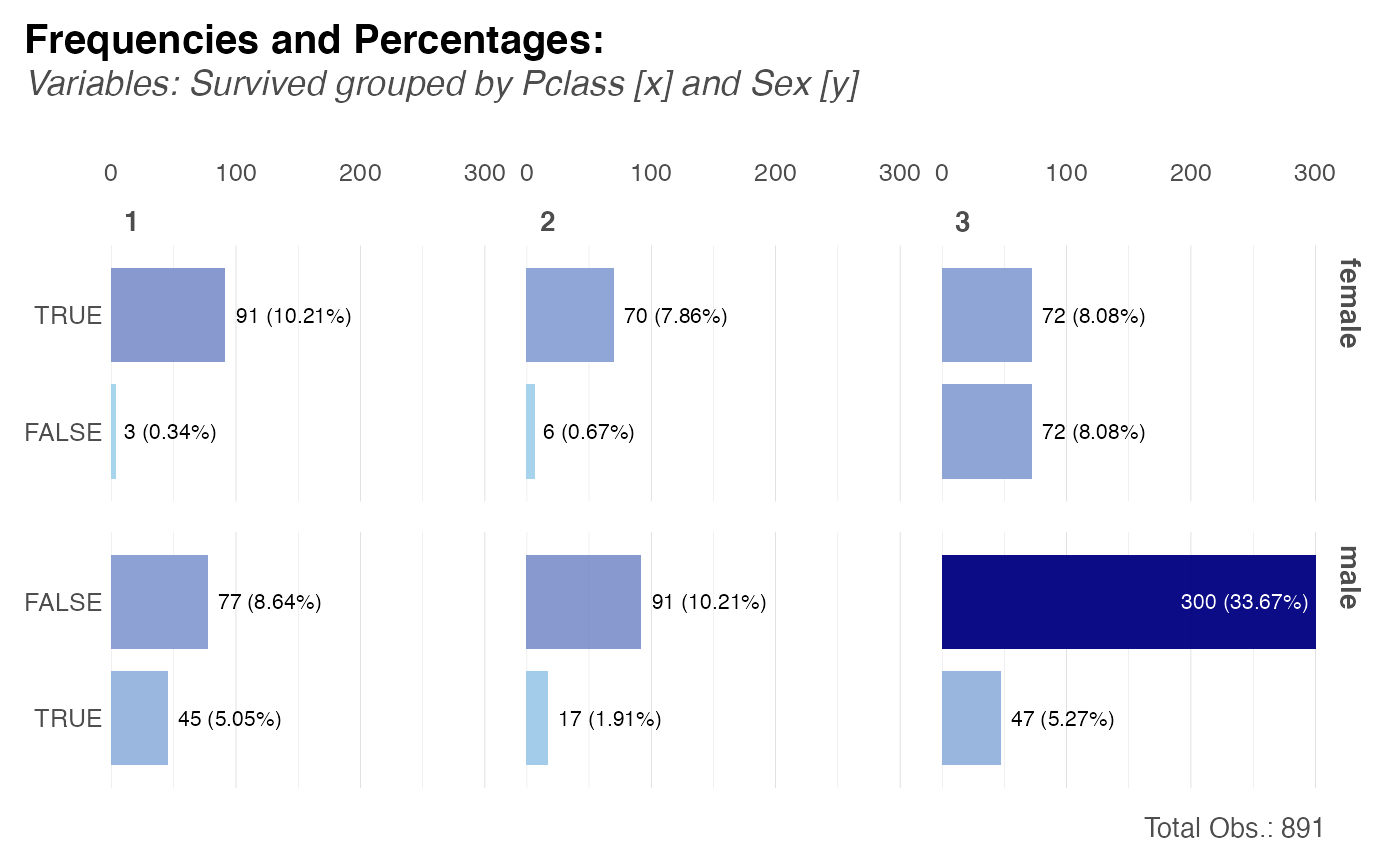 Frequencies and Percentages:
Variables: Survived grouped by Pclass [x] and Sex [y]
0 100 200 300 0 100 200 300 0 100 200 300
1 2 3
female
TRUE 91 (10.21%) 70 (7.86%) 72 (8.08%)
FALSE 3 (0.34%) 6 (0.67%) 72 (8.08%)
male
FALSE 77 (8.64%) 91 (10.21%) 300 (33.67%)
TRUE 45 (5.05%) 17 (1.91%) 47 (5.27%)
Total Obs.: 891